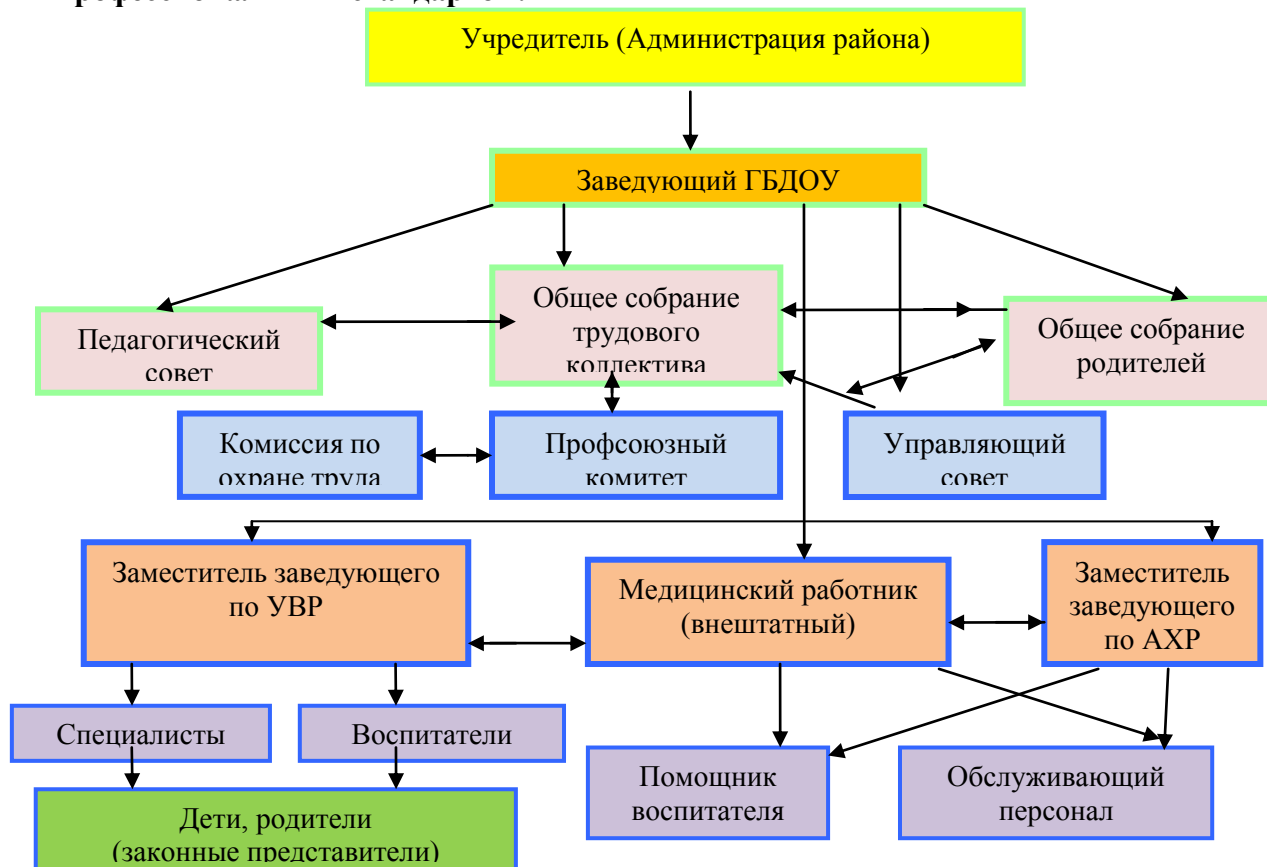 Учредитель (Администрация района)
Заведующий ГБДОУ
Педагогический
совет
Общее собрание
трудового
коллектива
Общее собрание
родителей
Комиссия по
охране труда
Профсоюзный
комитет
Управляющий
совет
Заместитель заведующего
по УВР
Медицинский работник
(внештатный)
Заместитель
заведующего
по АХР
Специалисты
Воспитатели
Помощник
воспитателя
Обслуживающий
персонал
Дети, родители
(законные представители)